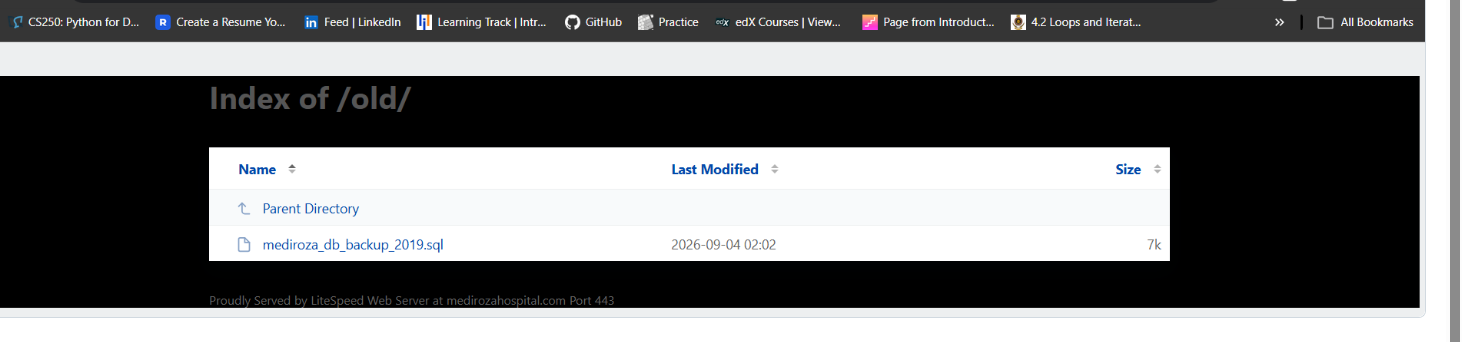 CS250: Python for D... Create a Resume Yo... Feed | LinkedIn Learning Track | Intr... GitHub Practice edX Courses | View... Page from Introduct... 4.2 Loops and Iterat... » All Bookmarks
Index of /old/
Name Last Modified Size
Parent Directory
mediroza_db_backup_2019.sql 2026-09-04 02:02 7k
Proudly Served by LiteSpeed Web Server at medirozahospital.com Port 443